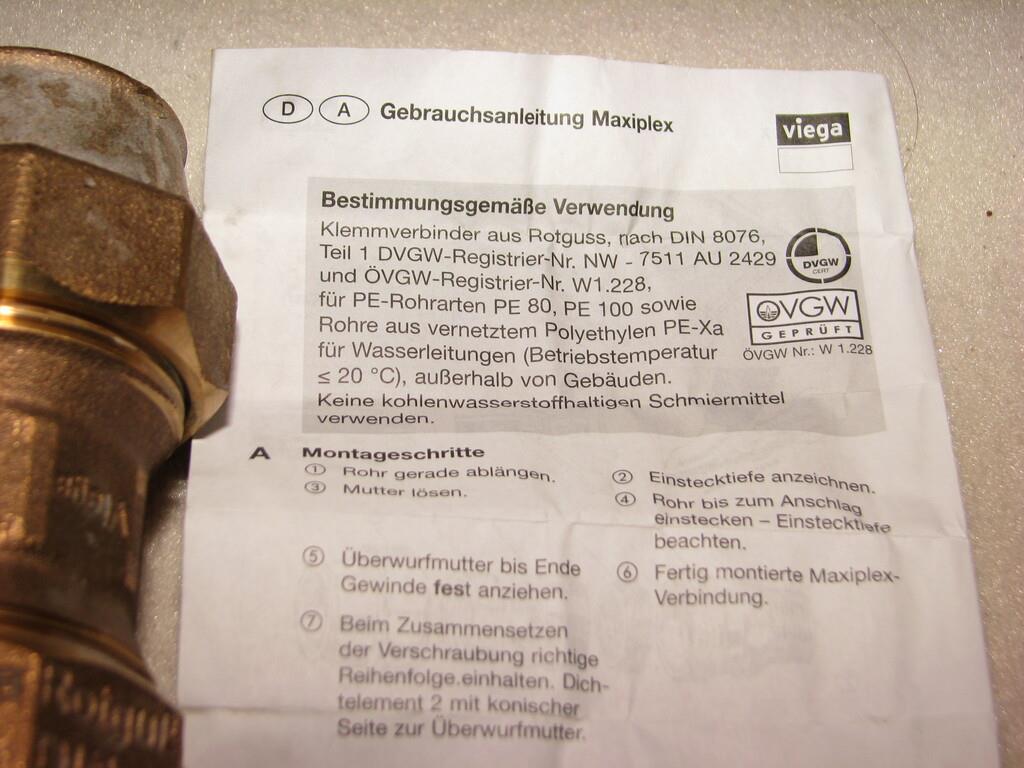 D A Gebrauchsanleitung Maxiplex
viega
Bestimmungsgemäße Verwendung
Klemmverbinder aus Rotguss, nach DIN 8076,
Teil 1 DVGW-Registrier-Nr. NW - 7511 AU 2429
und ÖVGW-Registrier-Nr. W1.228,
für PE-Rohrarten PE 80, PE 100 sowie
Rohre aus vernetztem Polyethylen PE-Xa
für Wasserleitungen (Betriebstemperatur
≤ 20 °C), außerhalb von Gebäuden.
Keine kohlenwasserstoffhaltigen Schmiermittel
verwenden.
DVGW
CERT
ÖVGW
GEPRÜFT
ÖVGW Nr.: W 1.228
A Montageschritte
① Rohr gerade ablängen.
② Einstecktiefe anzeichnen.
③ Mutter lösen.
④ Rohr bis zum Anschlag
einstecken – Einstecktiefe
beachten.
⑤ Überwurfmutter bis Ende
Gewinde fest anziehen.
⑥ Fertig montierte Maxiplex-
Verbindung.
⑦ Beim Zusammensetzen
der Verschraubung richtige
Reihenfolge.einhalten. Dich-
telement 2 mit konischer
Seite zur Überwurfmutter.